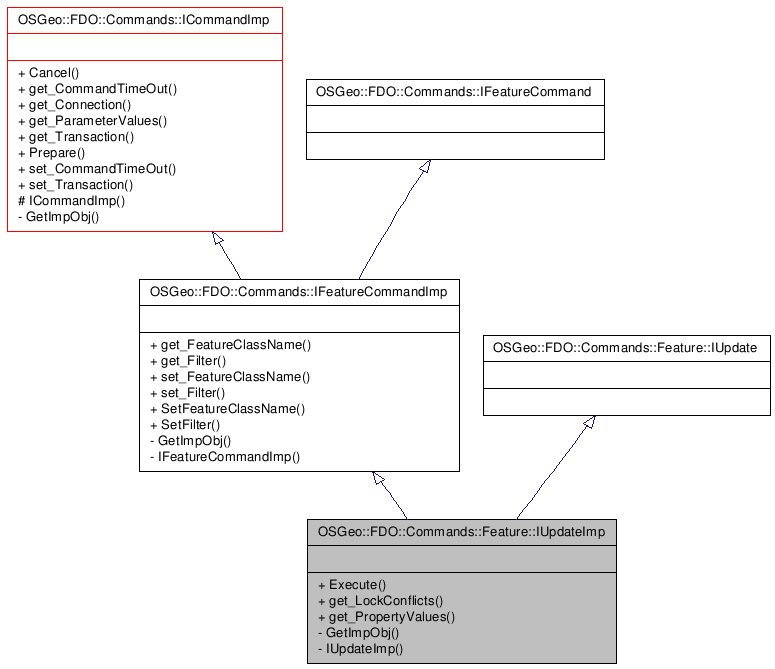 OSGeo::FDO::Commands::ICommandImp
+ Cancel()
+ get_CommandTimeOut()
+ get_Connection()
+ get_ParameterValues()
+ get_Transaction()
+ Prepare()
+ set_CommandTimeOut()
+ set_Transaction()
# ICommandImp()
- GetImpObj()
OSGeo::FDO::Commands::IFeatureCommand
OSGeo::FDO::Commands::IFeatureCommandImp
+ get_FeatureClassName()
+ get_Filter()
+ set_FeatureClassName()
+ set_Filter()
+ SetFeatureClassName()
+ SetFilter()
- GetImpObj()
- IFeatureCommandImp()
OSGeo::FDO::Commands::Feature::IUpdate
OSGeo::FDO::Commands::Feature::IUpdateImp
+ Execute()
+ get_LockConflicts()
+ get_PropertyValues()
- GetImpObj()
- IUpdateImp()